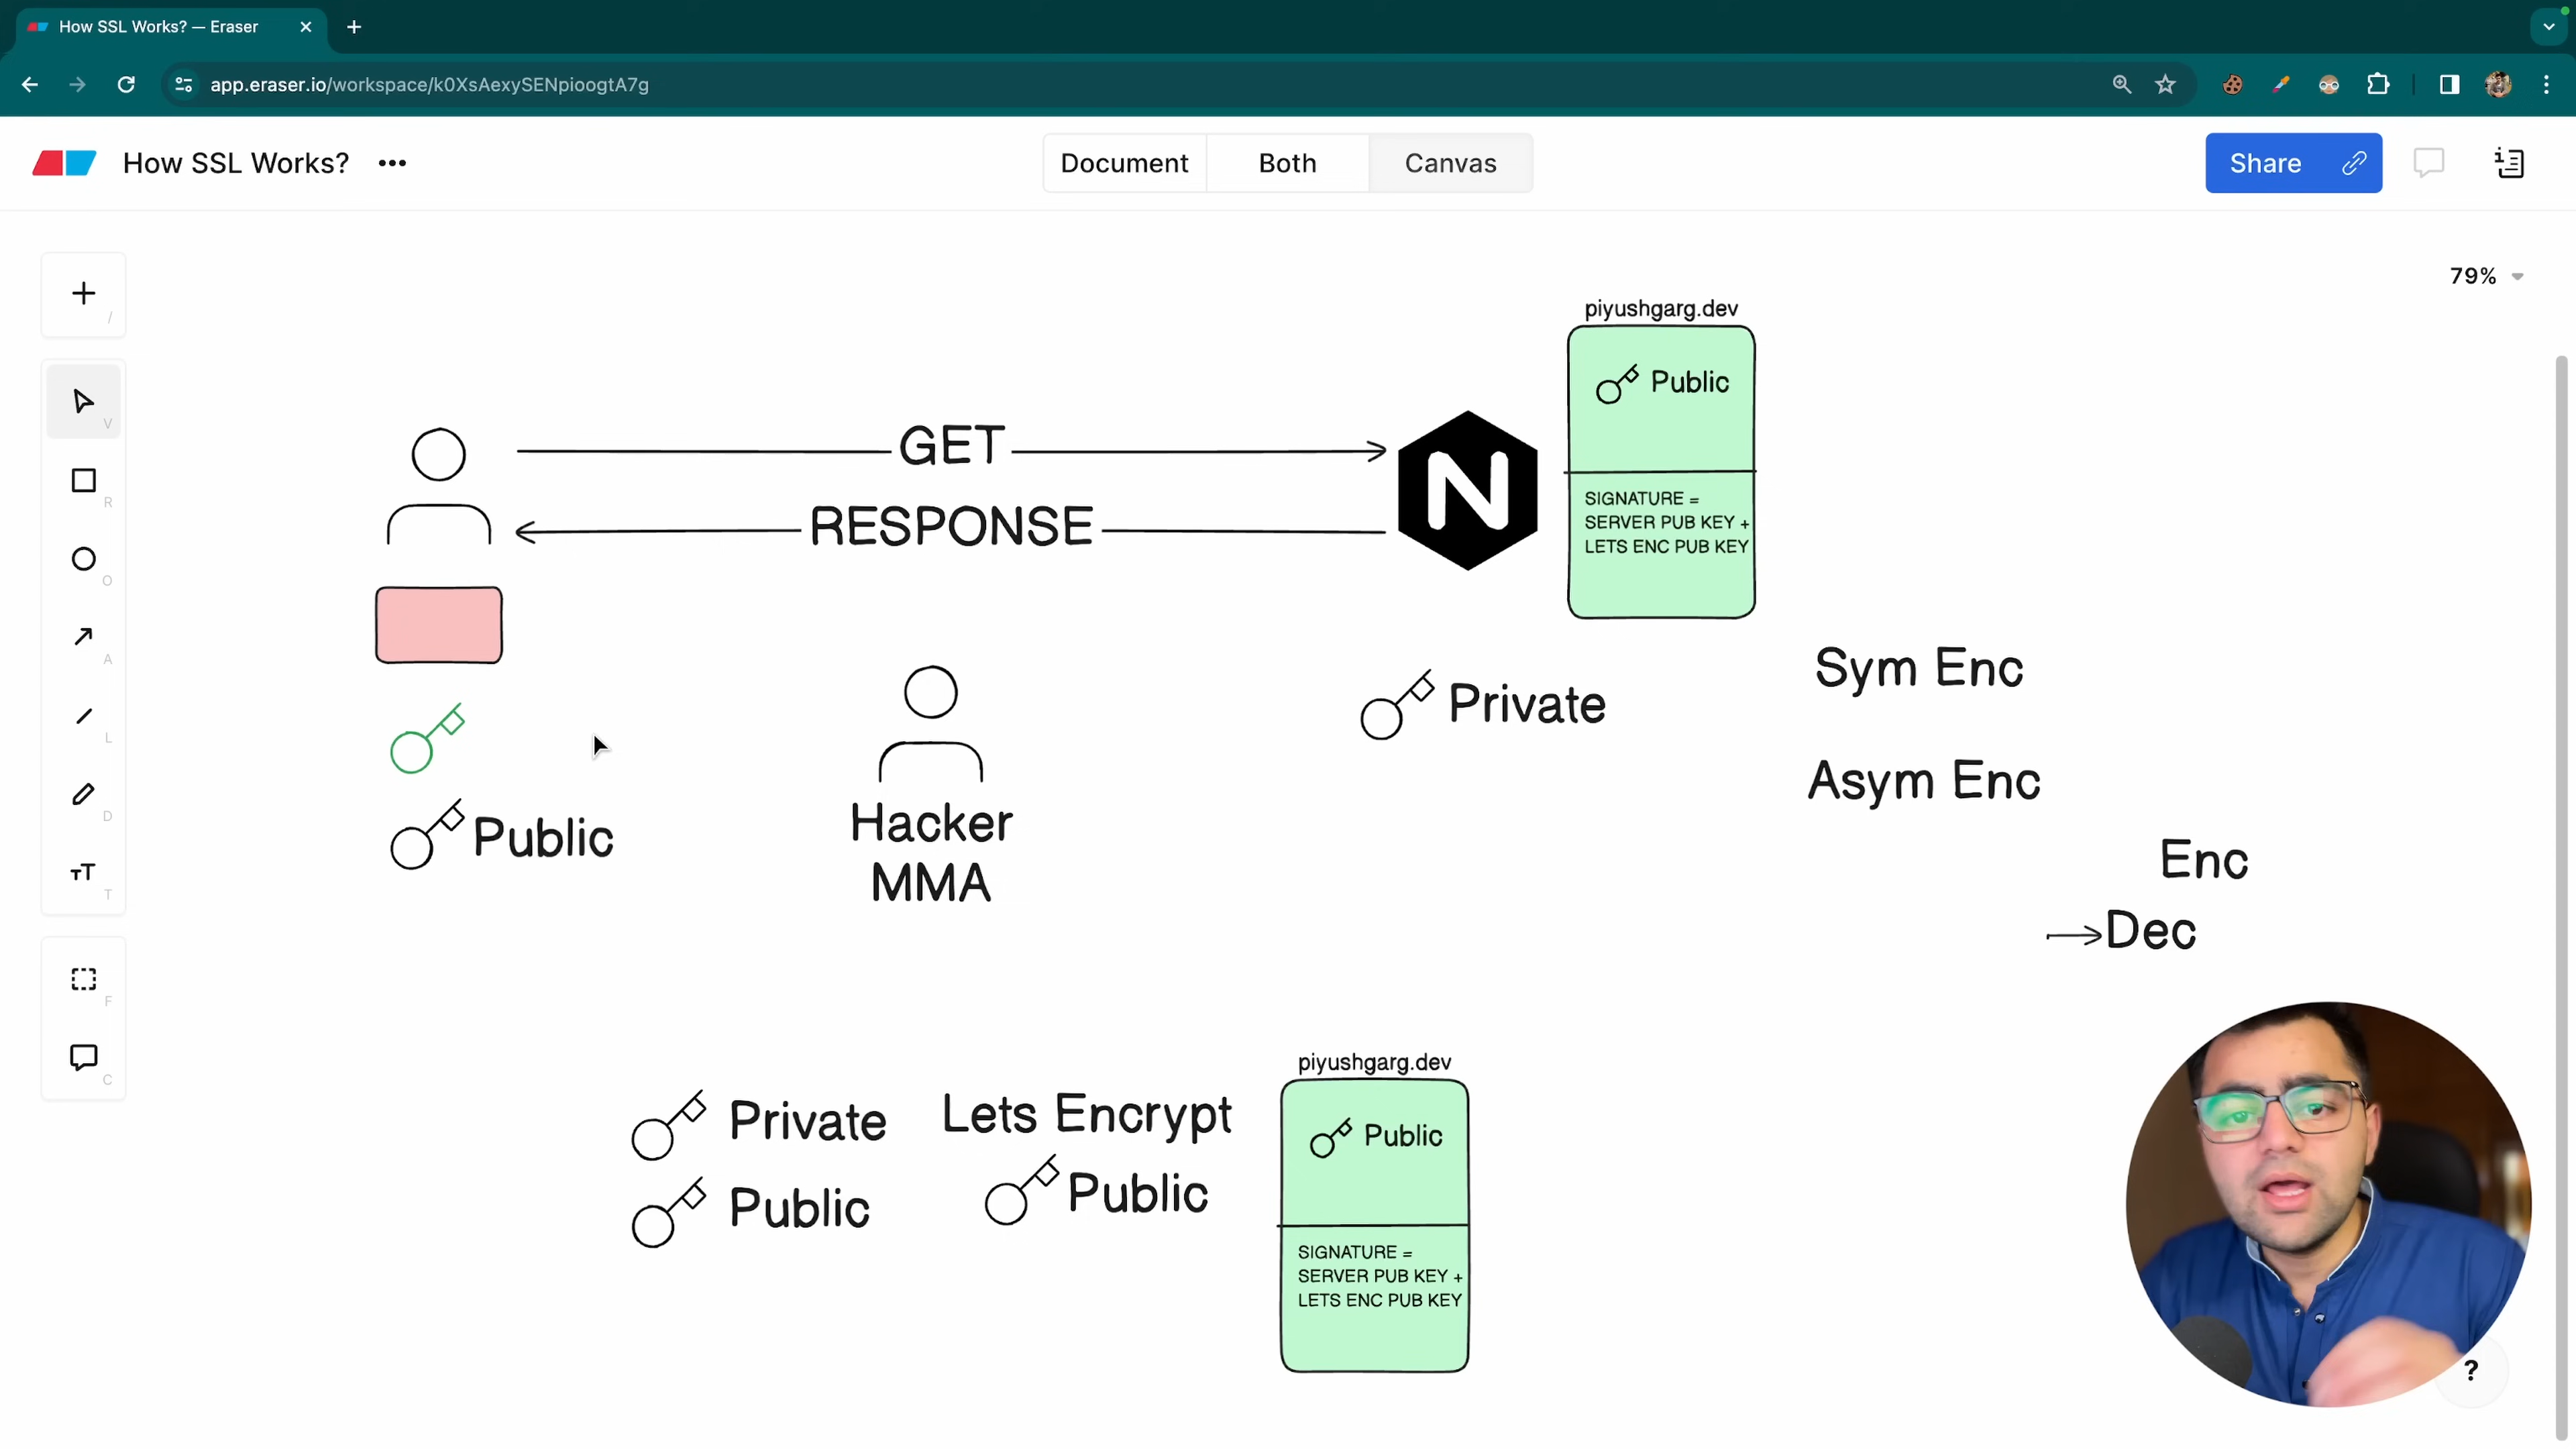 How SSL Works? — Eraser
app.eraser.io/workspace/k0XsAexySENpioogtA7g
How SSL Works?
Document
Both
Canvas
Share
79%
/
V
R
O
A
L
D
T
F
C
piyushgarg.dev
Public
SIGNATURE =
SERVER PUB KEY +
LETS ENC PUB KEY
GET
RESPONSE
N
Private
Sym Enc
Asym Enc
Enc
Dec
Public
Hacker
MMA
Private
Public
Lets Encrypt
Public
piyushgarg.dev
Public
SIGNATURE =
SERVER PUB KEY +
LETS ENC PUB KEY
?